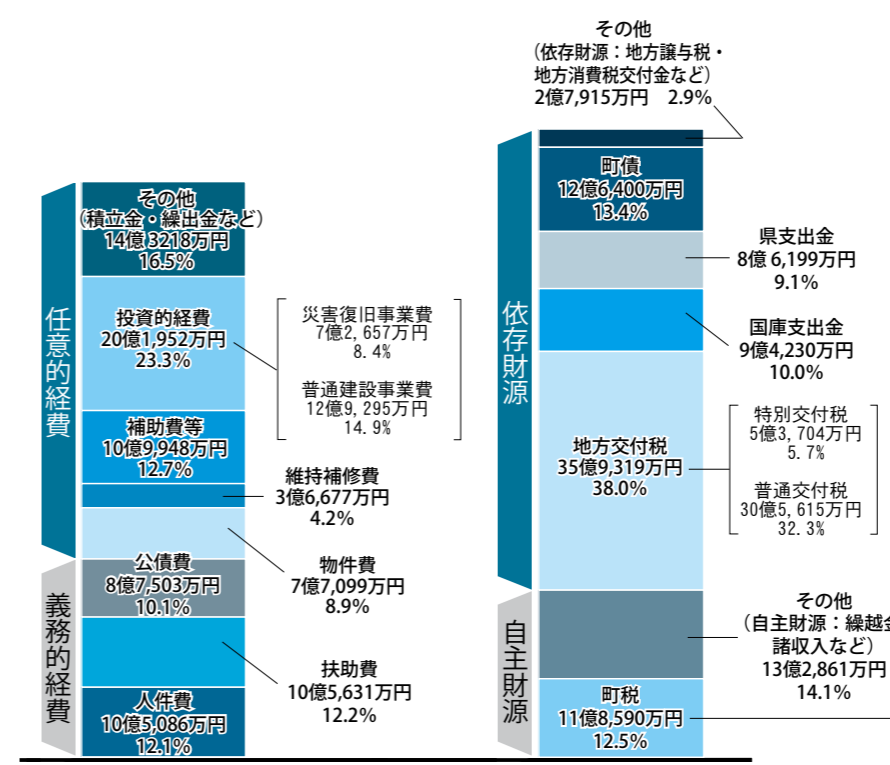 任意的経費
その他
（積立金・繰出金など）
14億 3218万円
16.5%
投資的経費
20億1,952万円
23.3%
災害復旧事業費
7億2,657万円
8.4%
普通建設事業費
12億9,295万円
14.9%
補助費等
10億9,948万円
12.7%
維持補修費
3億6,677万円
4.2%
物件費
7億7,099万円
8.9%
義務的経費
公債費
8億7,503万円
10.1%
扶助費
10億5,631万円
12.2%
人件費
10億5,086万円
12.1%
その他
（依存財源：地方譲与税・
地方消費税交付金など）
2億7,915万円　2.9%
依存財源
町債
12億6,400万円
13.4%
県支出金
8億 6,199万円
9.1%
国庫支出金
9億4,230万円
10.0%
地方交付税
35億9,319万円
38.0%
特別交付税
5億3,704万円
5.7%
普通交付税
30億5,615万円
32.3%
自主財源
その他
（自主財源：繰越金
諸収入など）
13億2,861万円
14.1%
町税
11億8,590万円
12.5%